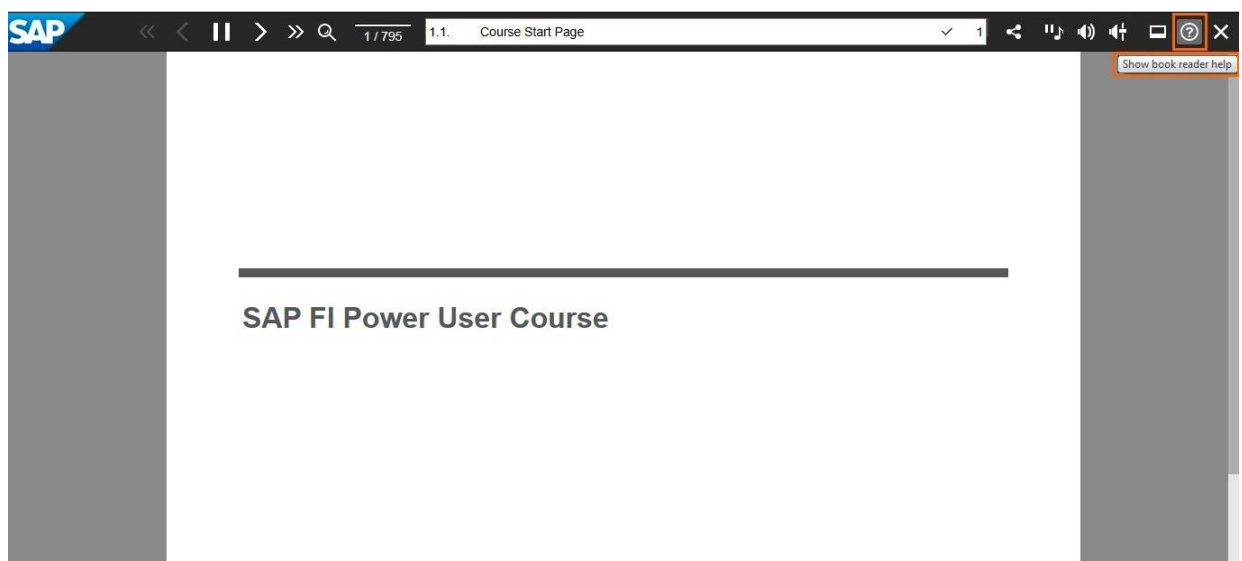 SAP
1 / 795
1.1. Course Start Page
1
Show book reader help
SAP FI Power User Course